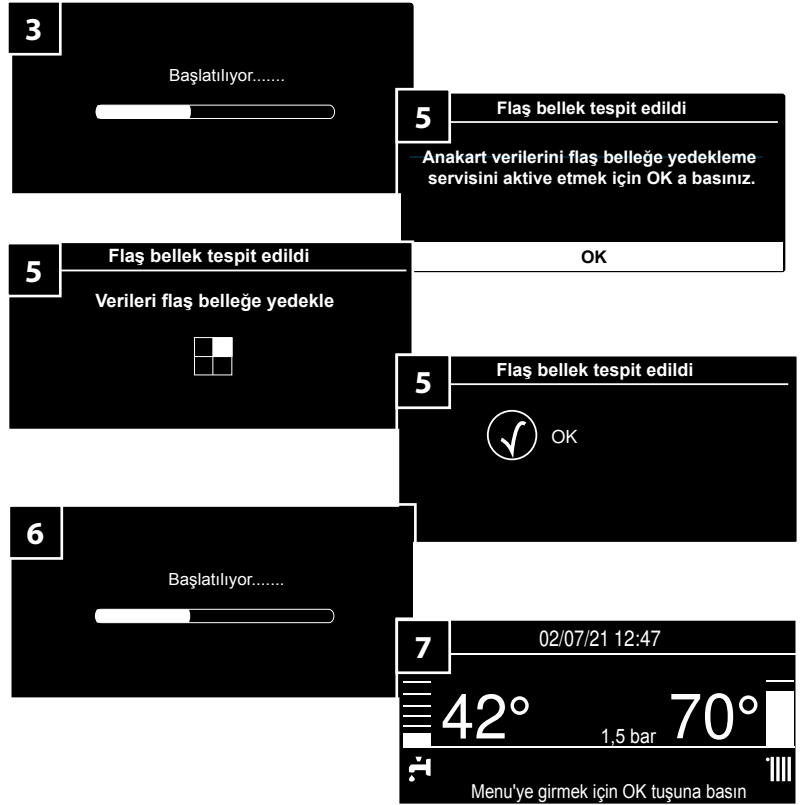 3
Başlatılıyor.......
5
Flaş bellek tespit edildi
Anakart verilerini flaş belleğe yedekleme
servisini aktive etmek için OK a basınız.
OK
5
Flaş bellek tespit edildi
Verileri flaş belleğe yedekle
5
Flaş bellek tespit edildi
OK
6
Başlatılıyor.......
7
02/07/21 12:47
42° 1,5 bar 70°
Menu'ye girmek için OK tuşuna basın